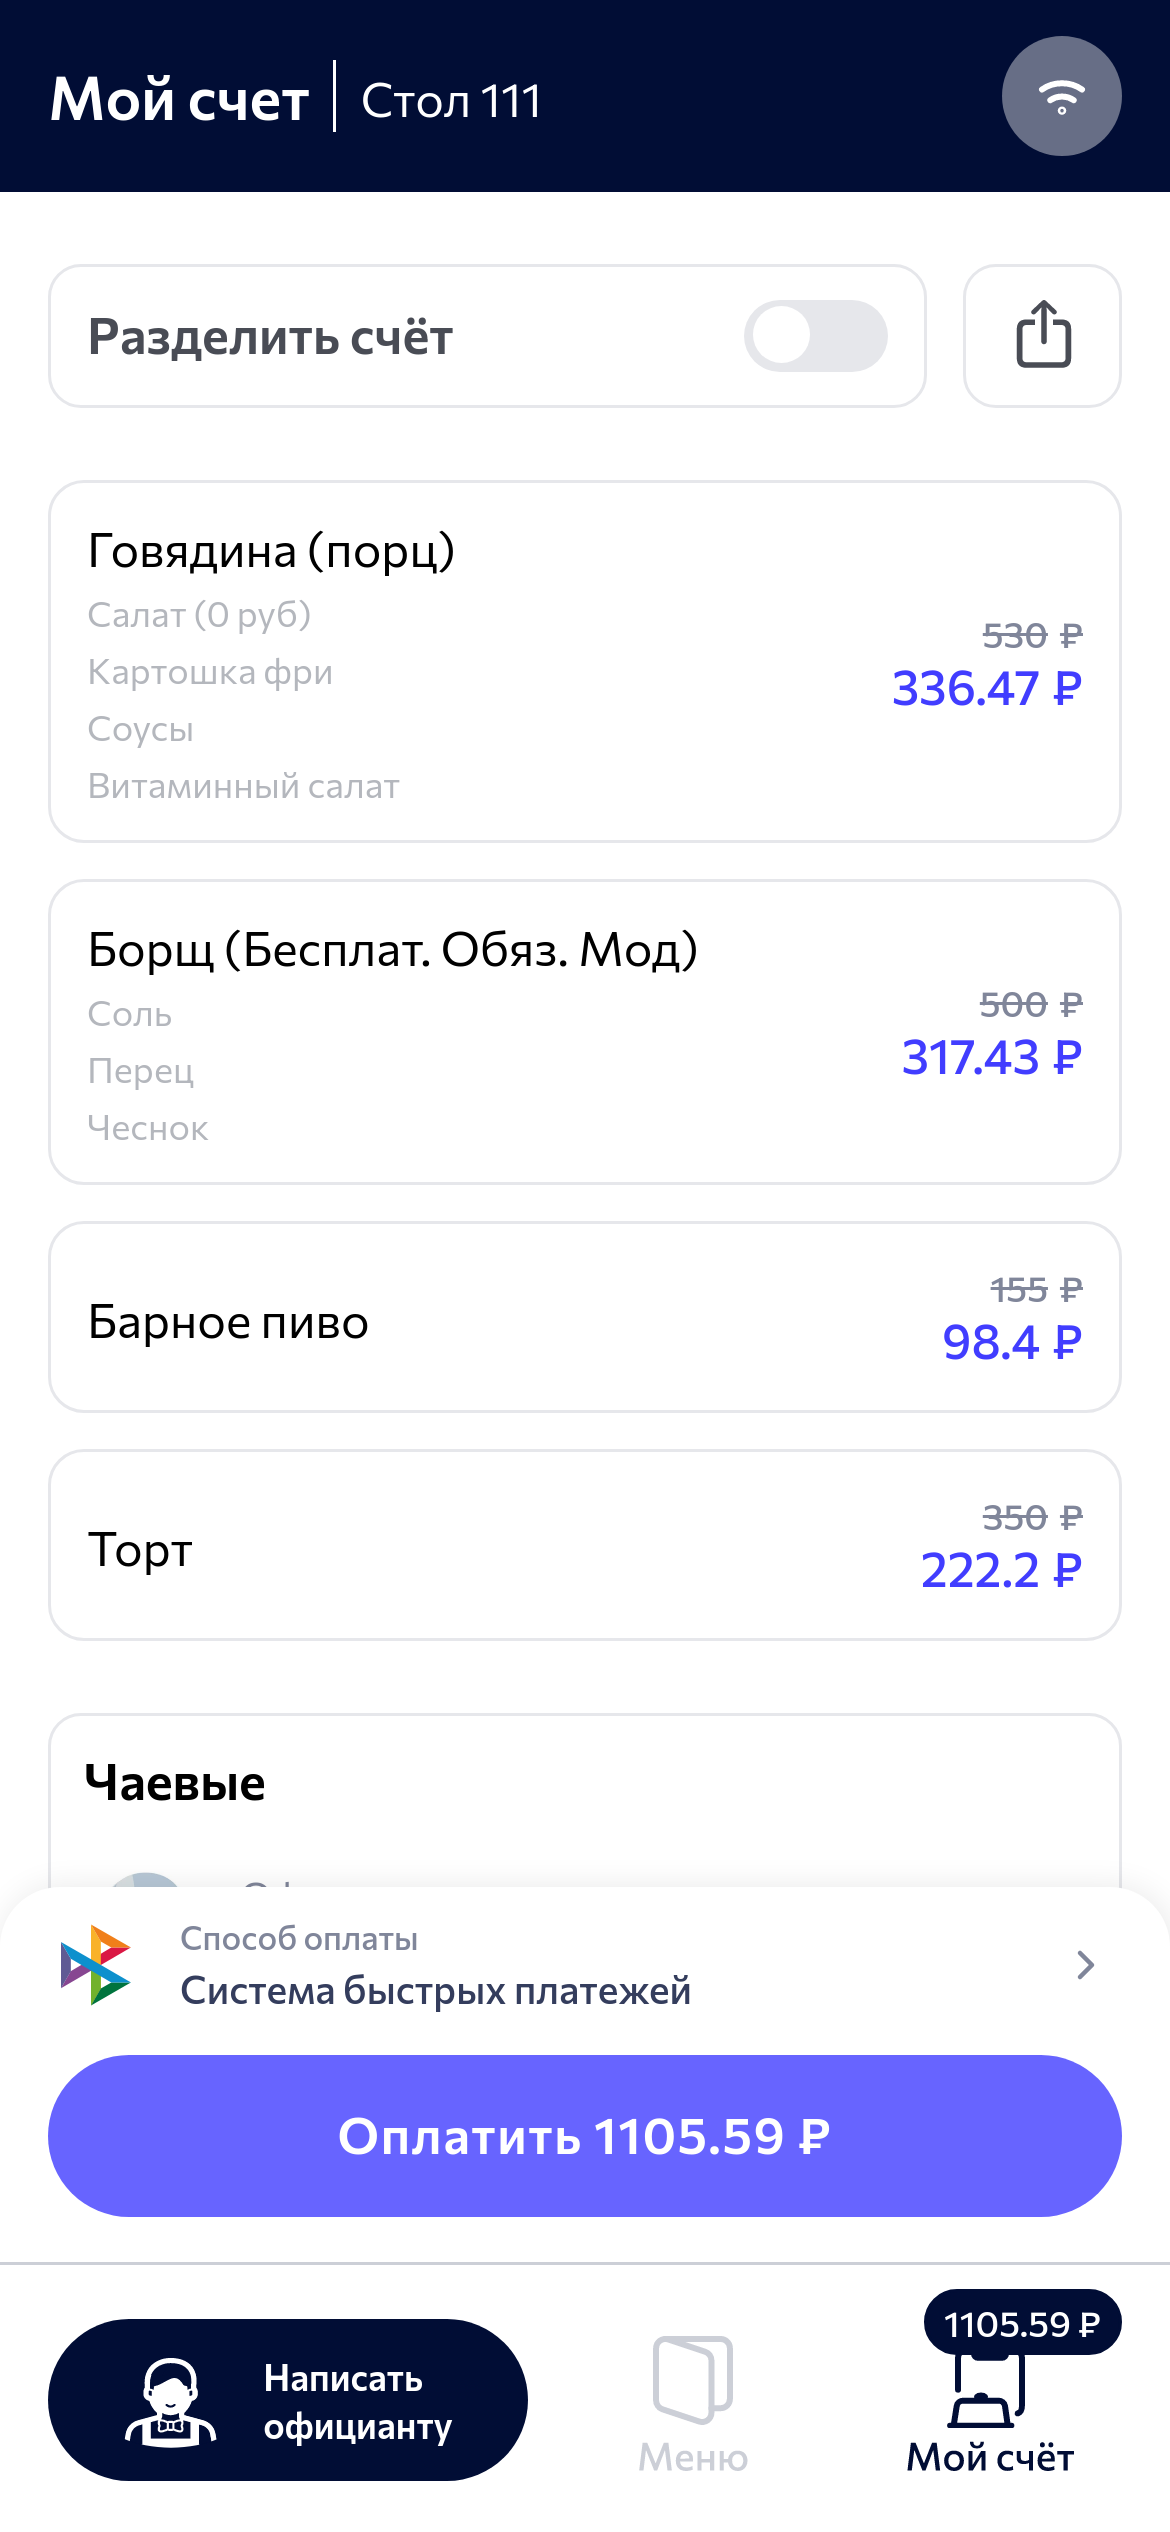 Мой счет
Стол 111
Разделить счёт
Говядина (порц)
Салат (0 руб)
Картошка фри
Соусы
Витаминный салат
530 ₽
336.47 ₽
Борщ (Бесплат. Обяз. Мод)
Соль
Перец
Чеснок
500 ₽
317.43 ₽
Барное пиво
155 ₽
98.4 ₽
Торт
350 ₽
222.2 ₽
Чаевые
Способ оплаты
Система быстрых платежей
Оплатить 1105.59 ₽
Написать
официанту
Меню
1105.59 ₽
Мой счёт